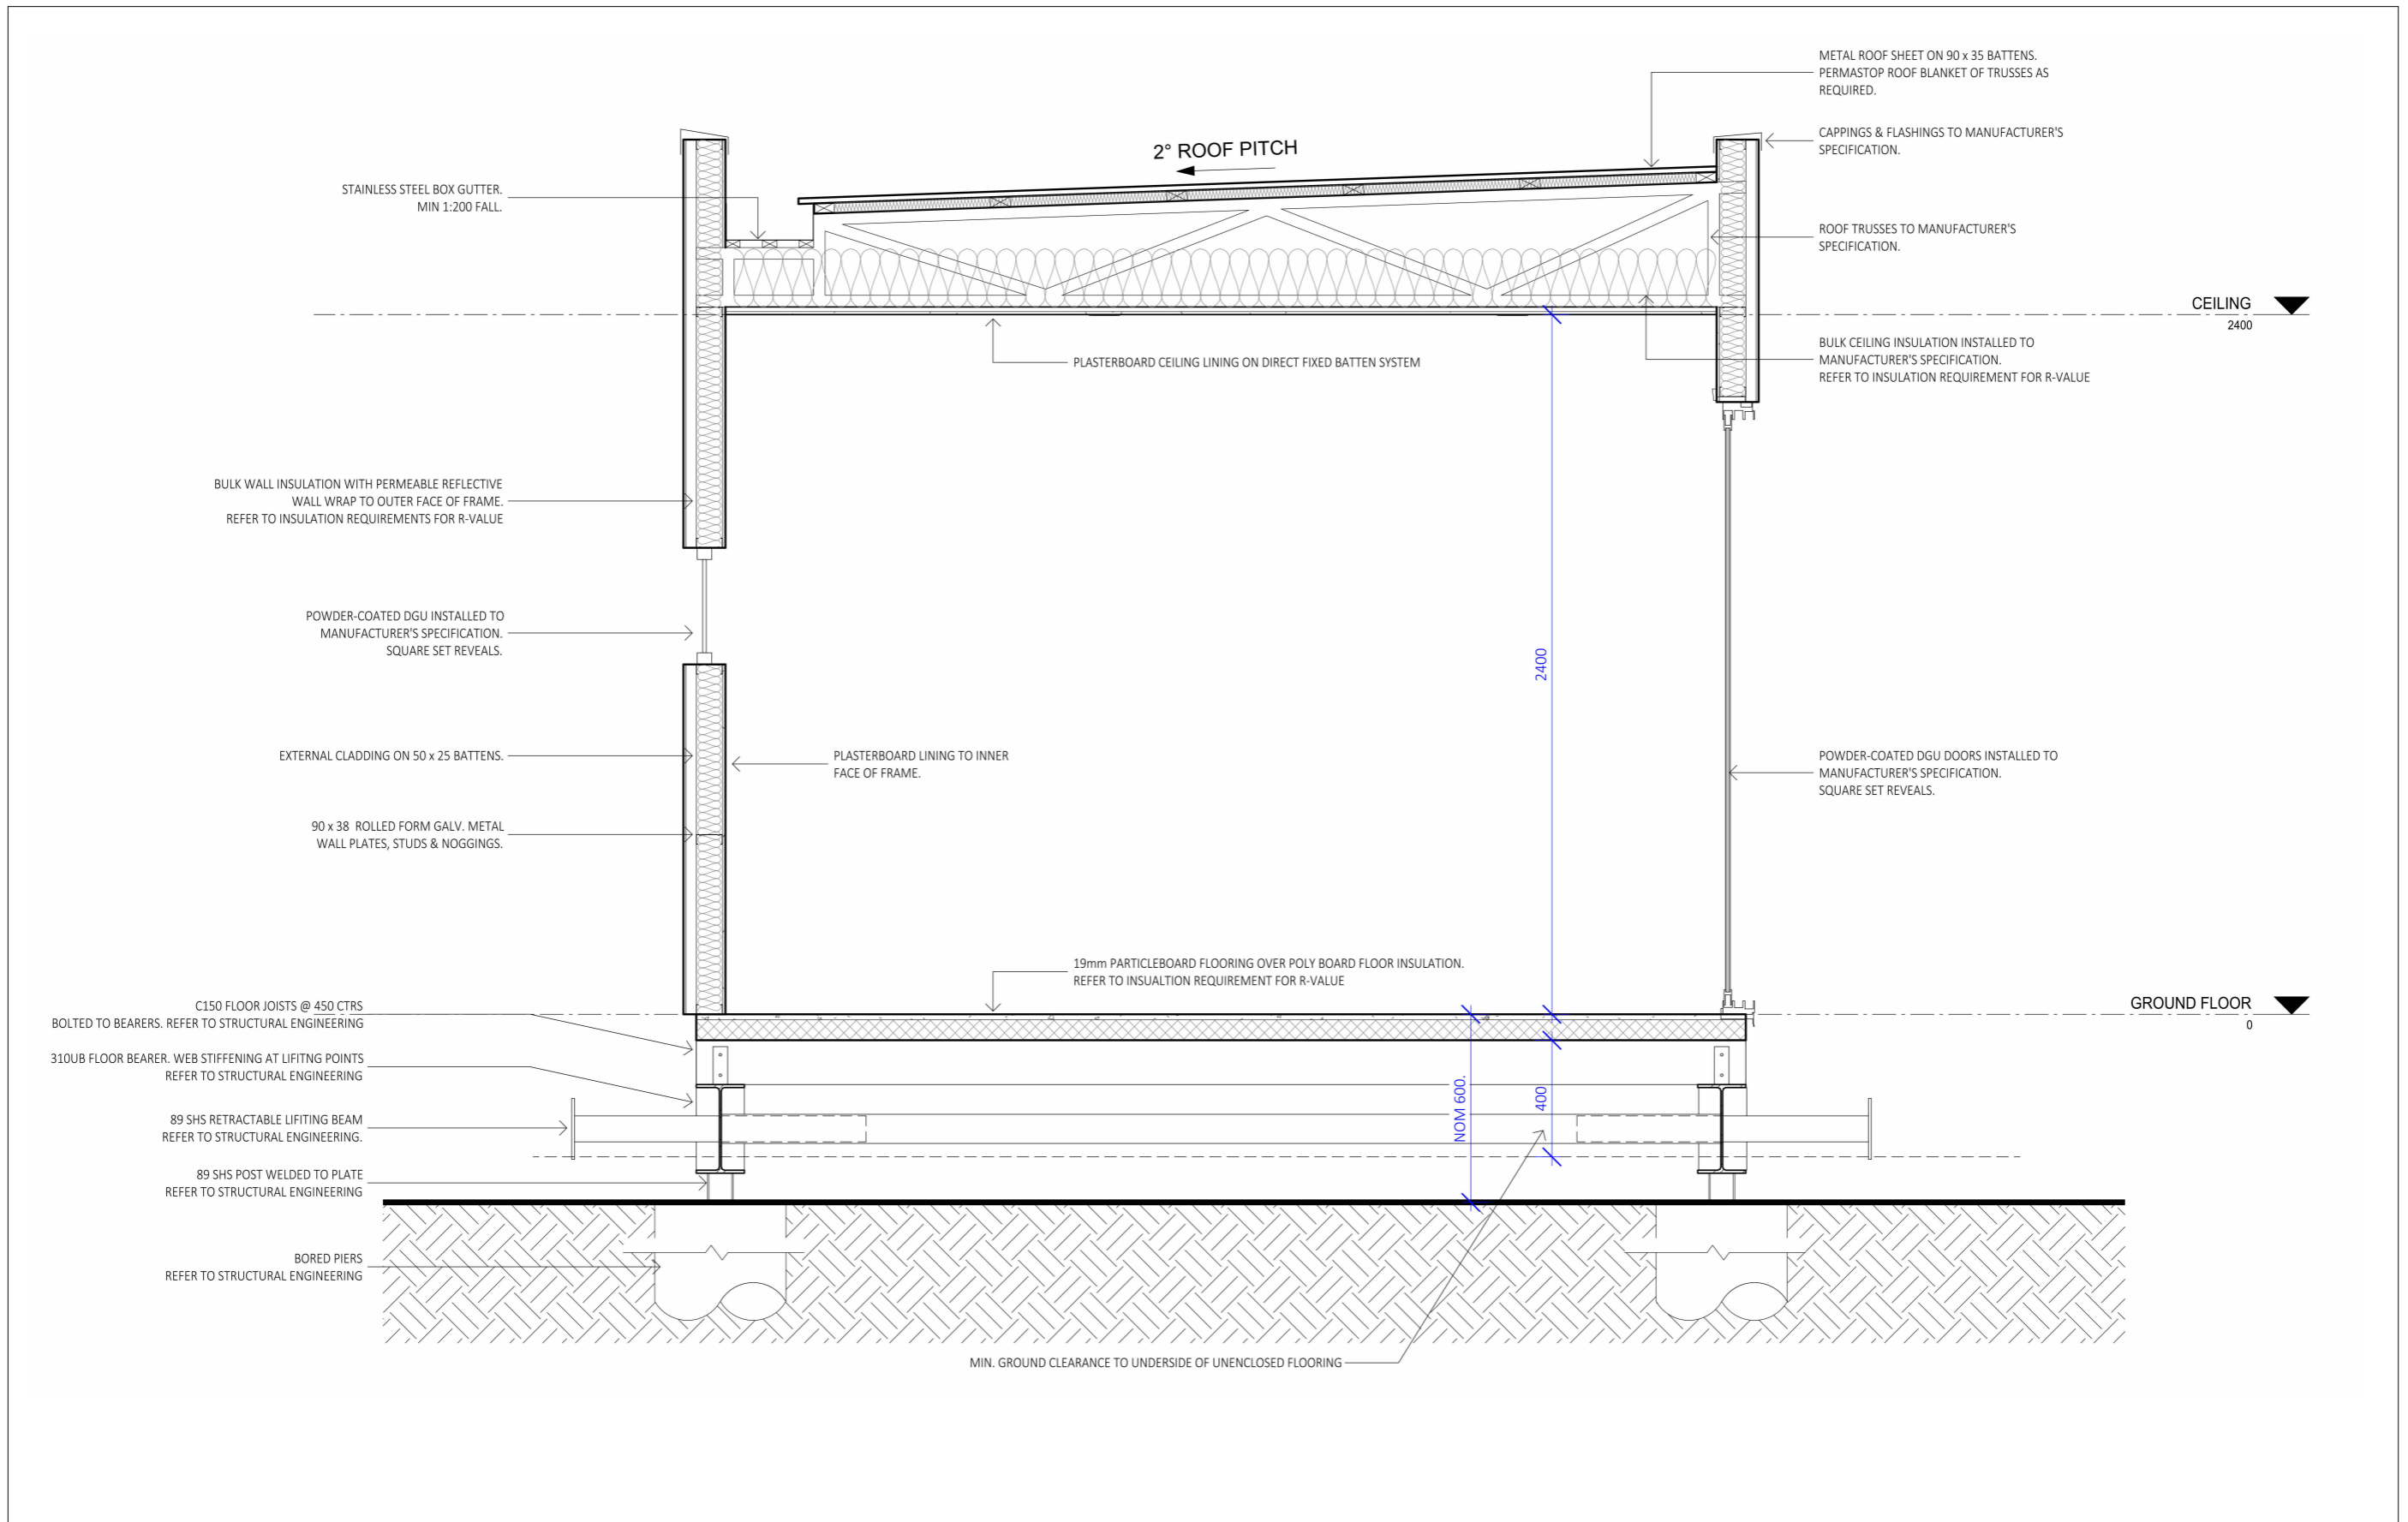 METAL ROOF SHEET ON 90 x 35 BATTENS.
PERMASTOP ROOF BLANKET OF TRUSSES AS
REQUIRED.
CAPPINGS & FLASHINGS TO MANUFACTURER'S
SPECIFICATION.
2° ROOF PITCH
STAINLESS STEEL BOX GUTTER.
MIN 1:200 FALL.
ROOF TRUSSES TO MANUFACTURER'S
SPECIFICATION.
CEILING
2400
BULK CEILING INSULATION INSTALLED TO
MANUFACTURER'S SPECIFICATION.
REFER TO INSULATION REQUIREMENT FOR R-VALUE
PLASTERBOARD CEILING LINING ON DIRECT FIXED BATTEN SYSTEM
BULK WALL INSULATION WITH PERMEABLE REFLECTIVE
WALL WRAP TO OUTER FACE OF FRAME.
REFER TO INSULATION REQUIREMENTS FOR R-VALUE
POWDER-COATED DGU INSTALLED TO
MANUFACTURER'S SPECIFICATION.
SQUARE SET REVEALS.
2400
EXTERNAL CLADDING ON 50 x 25 BATTENS.
PLASTERBOARD LINING TO INNER
FACE OF FRAME.
POWDER-COATED DGU DOORS INSTALLED TO
MANUFACTURER'S SPECIFICATION.
SQUARE SET REVEALS.
90 x 38 ROLLED FORM GALV. METAL
WALL PLATES, STUDS & NOGGINGS.
19mm PARTICLEBOARD FLOORING OVER POLY BOARD FLOOR INSULATION.
REFER TO INSUALTION REQUIREMENT FOR R-VALUE
C150 FLOOR JOISTS @ 450 CTRS
BOLTED TO BEARERS. REFER TO STRUCTURAL ENGINEERING
GROUND FLOOR
0
310UB FLOOR BEARER. WEB STIFFENING AT LIFITNG POINTS
REFER TO STRUCTURAL ENGINEERING
NOM 600.
400
89 SHS RETRACTABLE LIFITING BEAM
REFER TO STRUCTURAL ENGINEERING.
89 SHS POST WELDED TO PLATE
REFER TO STRUCTURAL ENGINEERING
BORED PIERS
REFER TO STRUCTURAL ENGINEERING
MIN. GROUND CLEARANCE TO UNDERSIDE OF UNENCLOSED FLOORING